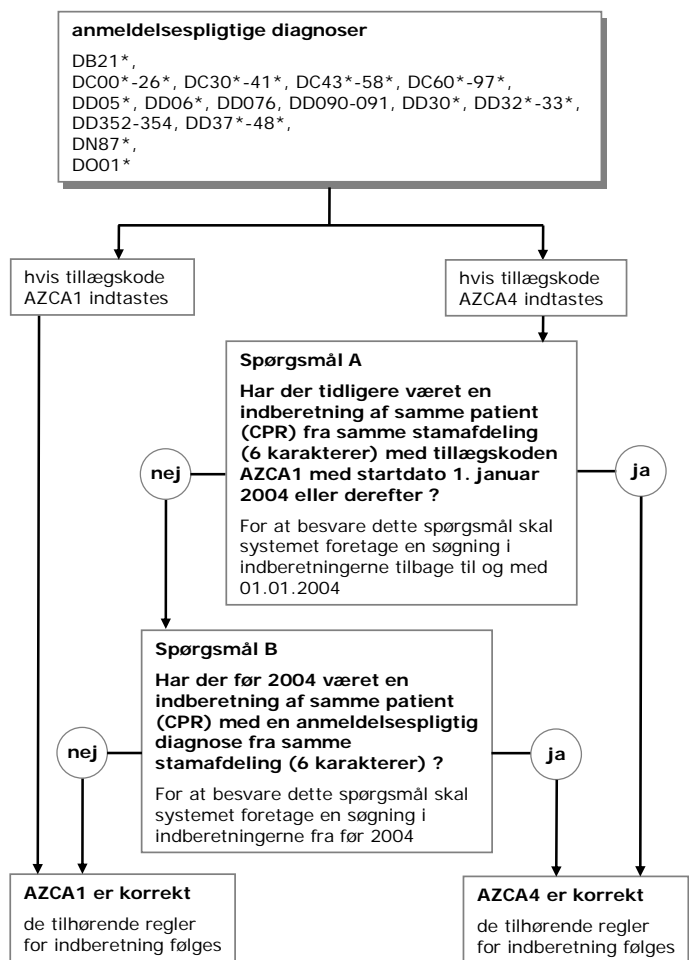 anmeldelsespligtige diagnoser
DB21*,
DC00*-26*, DC30*-41*, DC43*-58*, DC60*-97*,
DD05*, DD06*, DD076, DD090-091, DD30*, DD32*-33*,
DD352-354, DD37*-48*,
DN87*,
DO01*
hvis tillægskode
AZCA1 indtastes
hvis tillægskode
AZCA4 indtastes
Spørgsmål A
Har der tidligere været en
indberetning af samme patient
(CPR) fra samme stamafdeling
(6 karakterer) med tillægskoden
AZCA1 med startdato 1. januar
2004 eller derefter ?
For at besvare dette spørgsmål skal
systemet foretage en søgning i
indberetningerne tilbage til og med
01.01.2004
nej
ja
Spørgsmål B
Har der før 2004 været en
indberetning af samme patient
(CPR) med en anmeldelsespligtig
diagnose fra samme
stamafdeling (6 karakterer) ?
For at besvare dette spørgsmål skal
systemet foretage en søgning i
indberetningerne fra før 2004
nej
ja
AZCA1 er korrekt
de tilhørende regler
for indberetning følges
AZCA4 er korrekt
de tilhørende regler
for indberetning følges